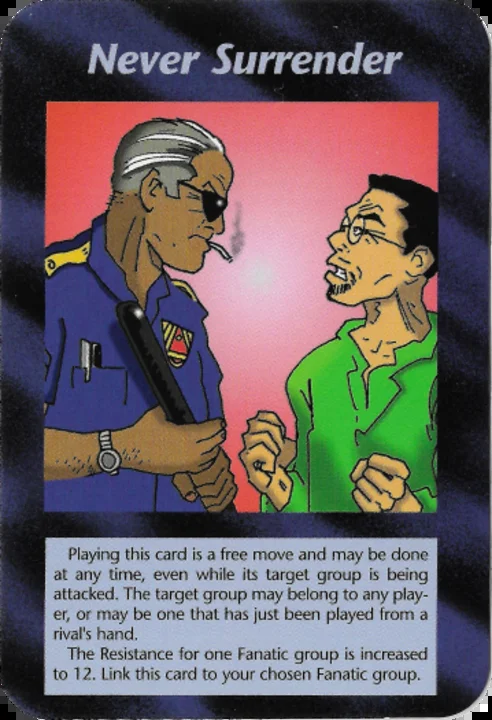 Never Surrender
Playing this card is a free move and may be done
at any time, even while its target group is being
attacked. The target group may belong to any play-
er, or may be one that has just been played from a
rival's hand.
The Resistance for one Fanatic group is increased
to 12. Link this card to your chosen Fanatic group.